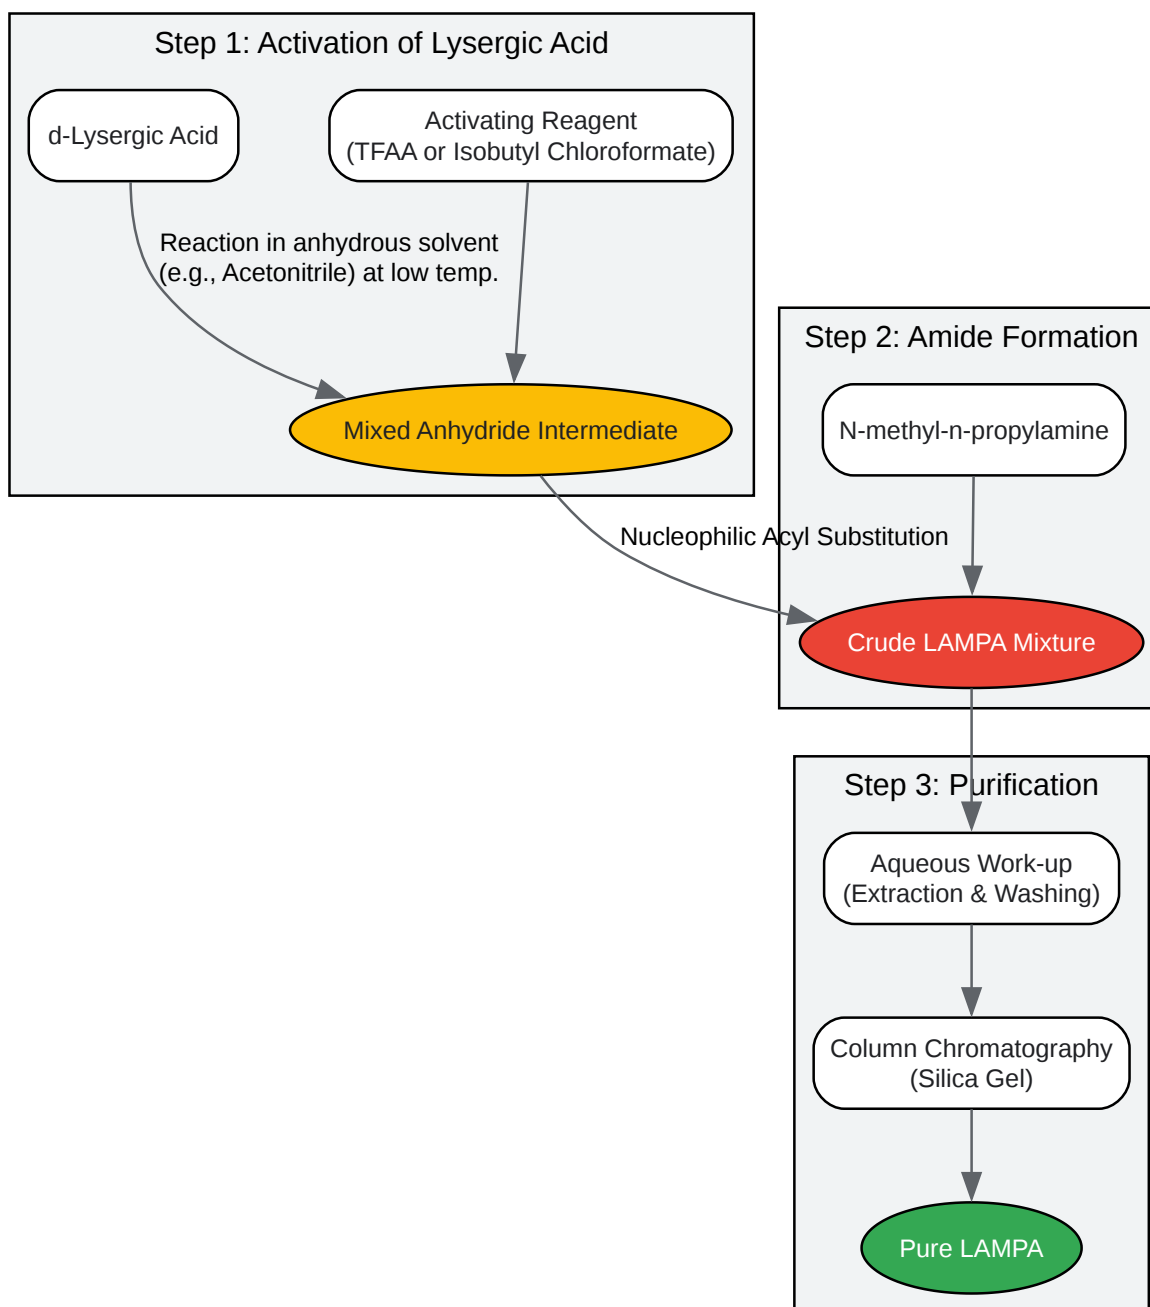 Step 1: Activation of Lysergic Acid
d-Lysergic Acid
Activating Reagent
(TFAA or Isobutyl Chloroformate)
Reaction in anhydrous solvent
(e.g., Acetonitrile) at low temp.
Mixed Anhydride Intermediate
Step 2: Amide Formation
N-methyl-n-propylamine
Nucleophilic Acyl Substitution
Crude LAMPA Mixture
Step 3: Purification
Aqueous Work-up
(Extraction & Washing)
Column Chromatography
(Silica Gel)
Pure LAMPA